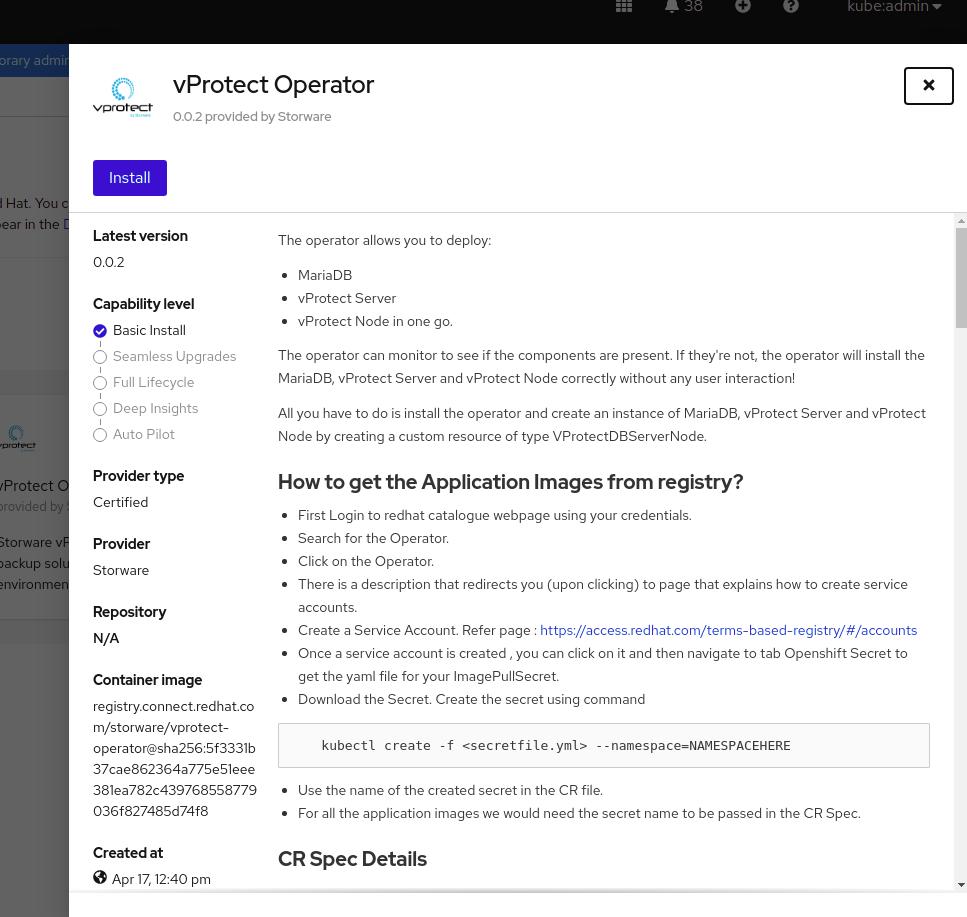 38
kube:admin
orary admin
vprotect
vProtect Operator
0.0.2 provided by Storware
Install
d Hat. You c
ear in the D
Latest version
0.0.2
Capability level
Basic Install
Seamless Upgrades
Full Lifecycle
Deep Insights
Auto Pilot
Provider type
Certified
Provider
Storware
Repository
N/A
Container image
registry.connect.redhat.co
m/storware/vprotect-
operator@sha256:5f3331b
37cae862364a775e51eee
381ea782c439768558779
036f827485d74f8
Created at
Apr 17, 12:40 pm
The operator allows you to deploy:
• MariaDB
• vProtect Server
• vProtect Node in one go.
The operator can monitor to see if the components are present. If they're not, the operator will install the
MariaDB, vProtect Server and vProtect Node correctly without any user interaction!
All you have to do is install the operator and create an instance of MariaDB, vProtect Server and vProtect
Node by creating a custom resource of type VProtectDBServerNode.
How to get the Application Images from registry?
• First Login to redhat catalogue webpage using your credentials.
• Search for the Operator.
• Click on the Operator.
• There is a description that redirects you (upon clicking) to page that explains how to create service
accounts.
• Create a Service Account. Refer page : https://access.redhat.com/terms-based-registry/#/accounts
• Once a service account is created , you can click on it and then navigate to tab Openshift Secret to
get the yaml file for your ImagePullSecret.
• Download the Secret. Create the secret using command
kubectl create -f <secretfile.yml> --namespace=NAMESPACEHERE
• Use the name of the created secret in the CR file.
• For all the application images we would need the secret name to be passed in the CR Spec.
CR Spec Details
vprotect
vProtect O
provided by S
Storware vP
backup solu
environmen